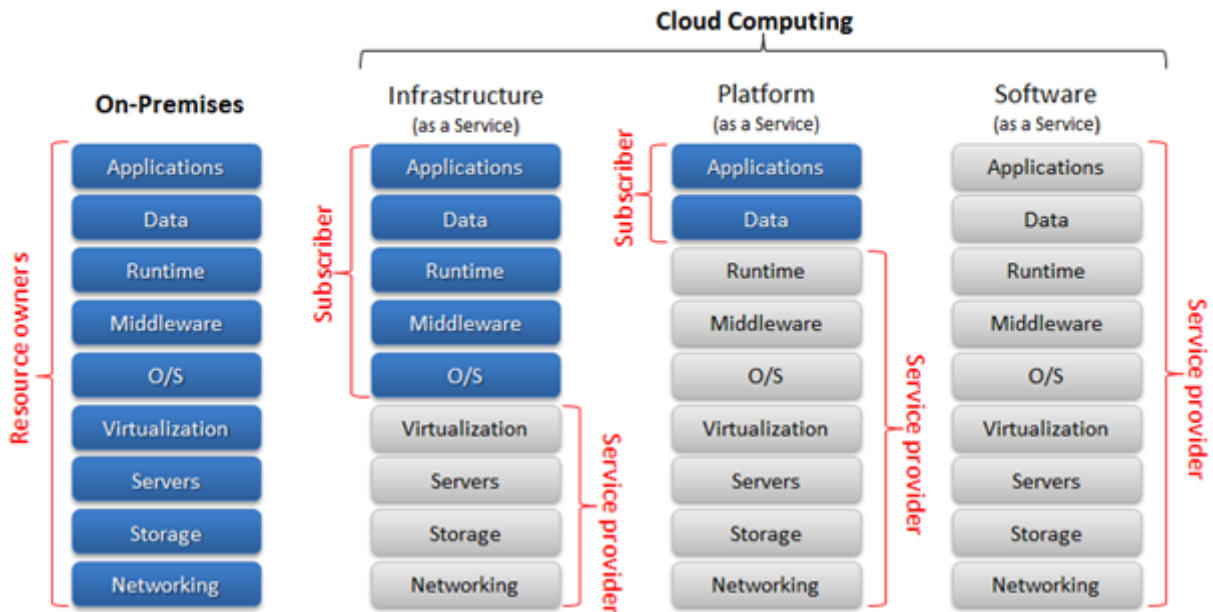 Cloud Computing
On-Premises
Resource owners
Applications
Data
Runtime
Middleware
O/S
Virtualization
Servers
Storage
Networking
Infrastructure
(as a Service)
Subscriber
Applications
Data
Runtime
Middleware
O/S
Virtualization
Servers
Storage
Networking
Service provider
Platform
(as a Service)
Subscriber
Applications
Data
Runtime
Middleware
O/S
Virtualization
Servers
Storage
Networking
Service provider
Software
(as a Service)
Applications
Data
Runtime
Middleware
O/S
Virtualization
Servers
Storage
Networking
Service provider